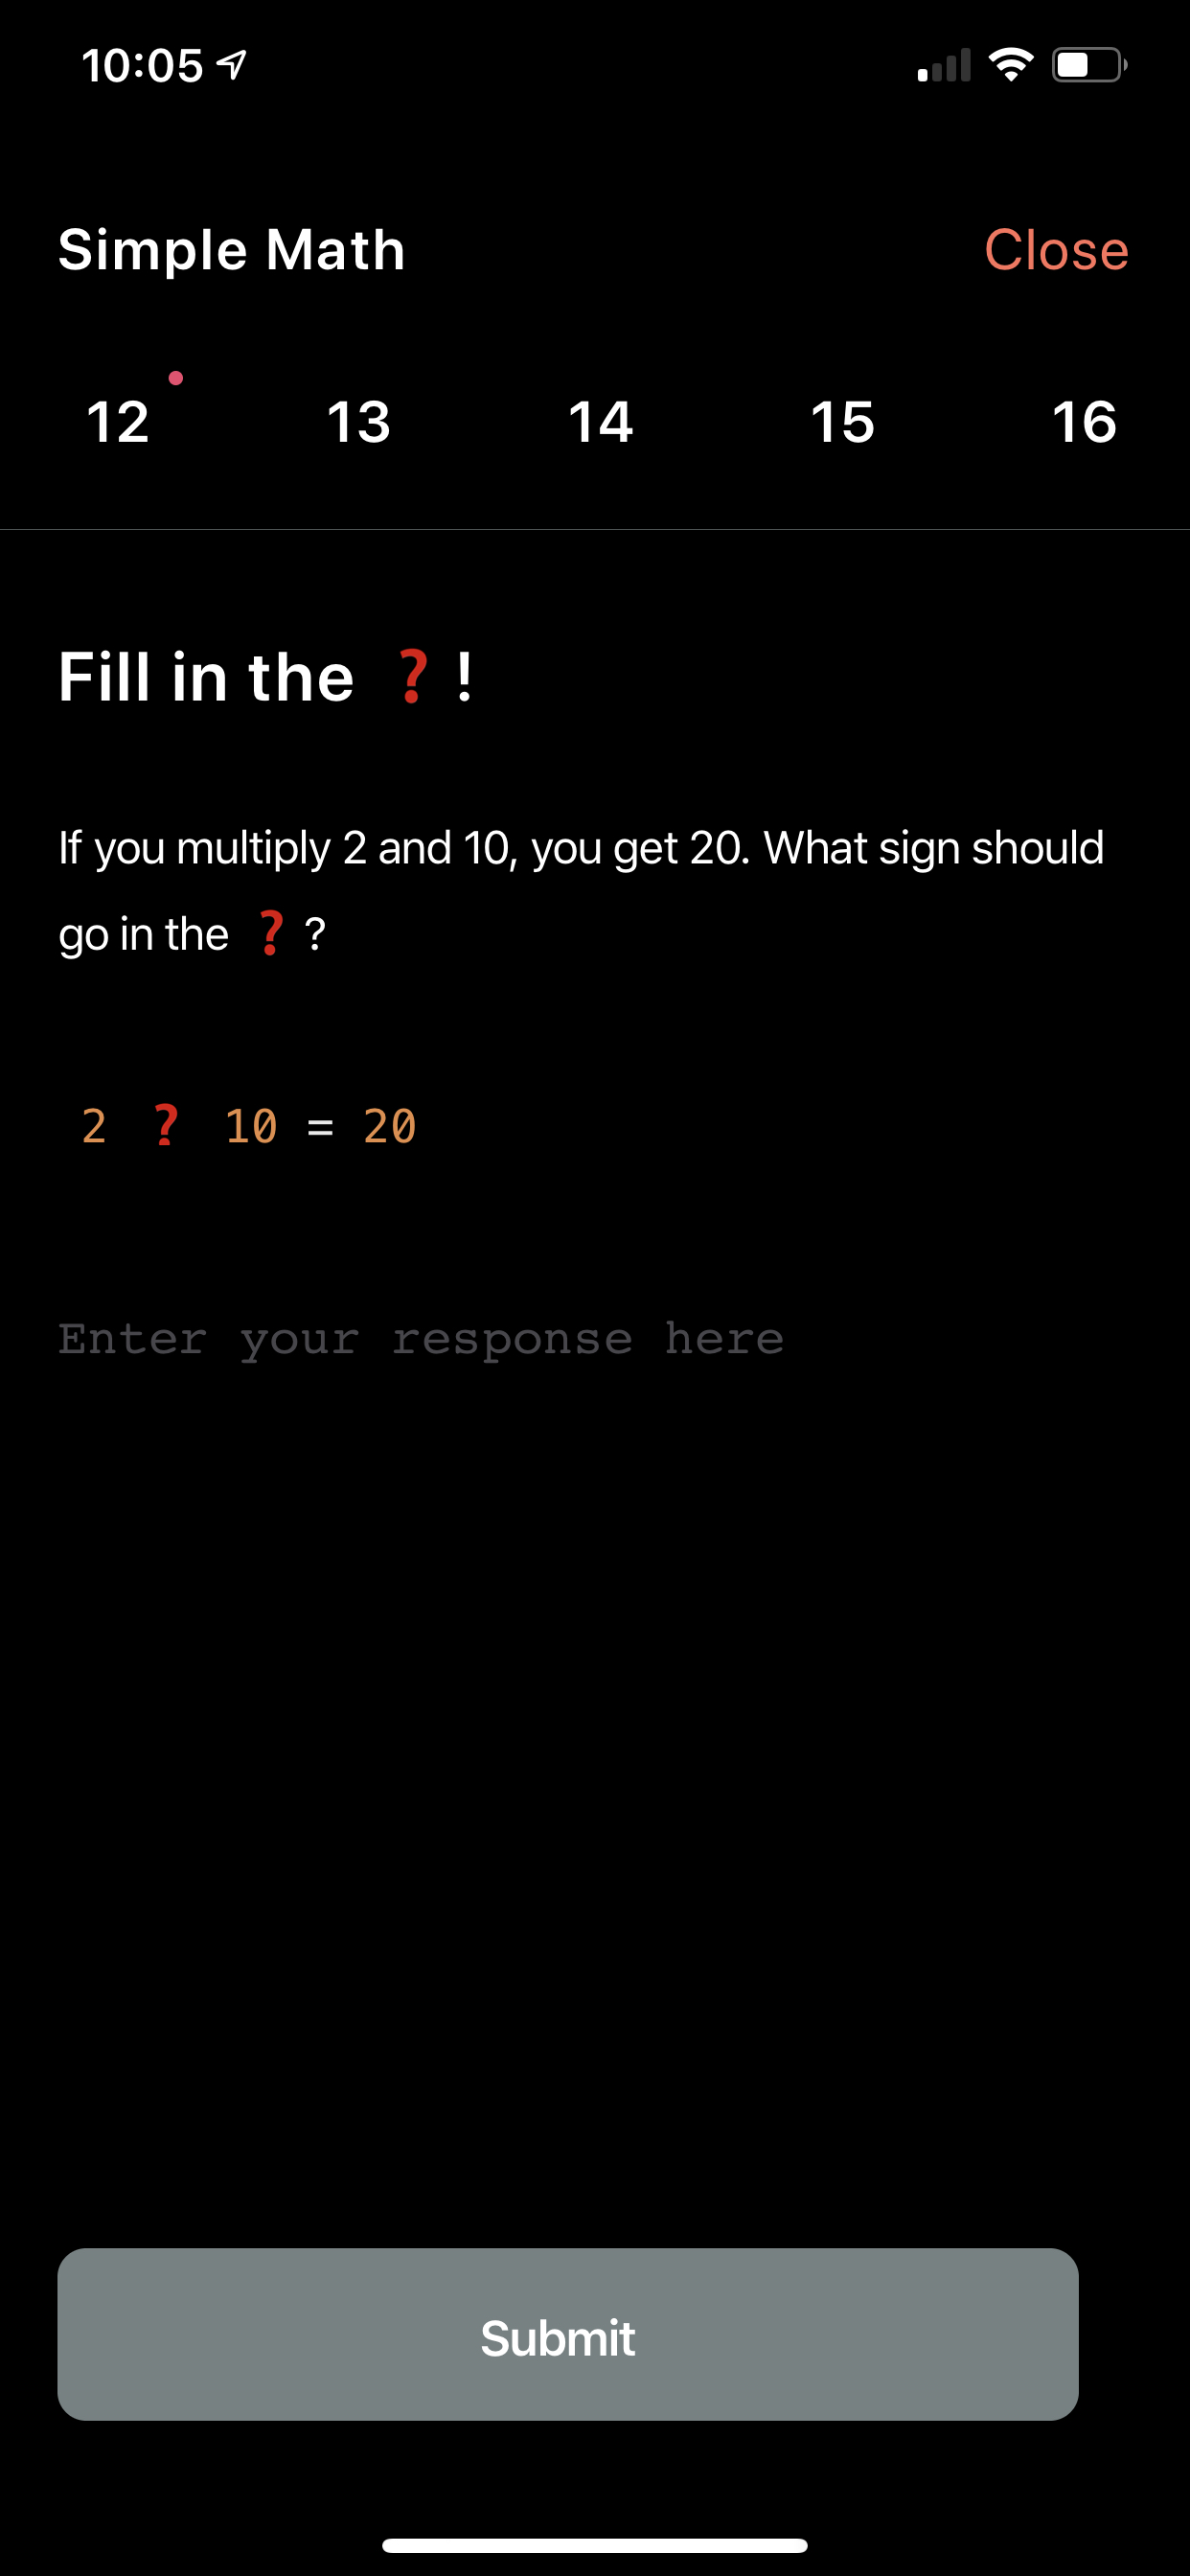 10:05
Simple Math Close
12 13 14 15 16
Fill in the ❓!
If you multiply 2 and 10, you get 20. What sign should
go in the ❓?
2 ❓ 10 = 20
Enter your response here
Submit